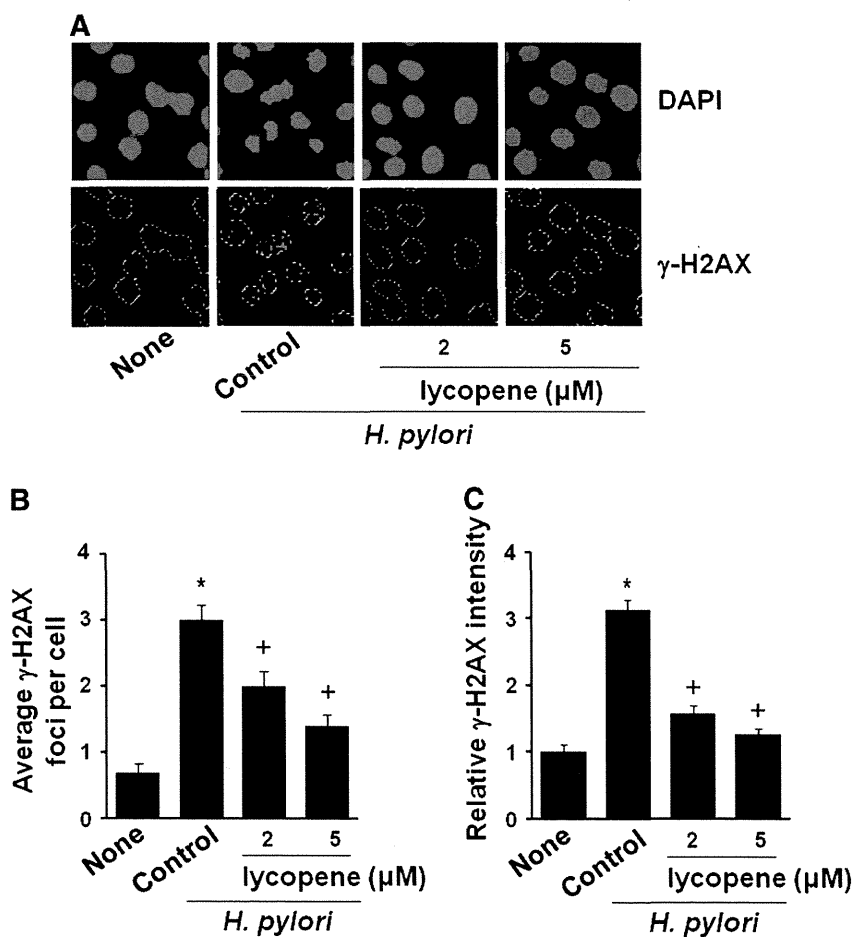 A
DAPI
γ-H2AX
None
Control
2
5
lycopene (μM)
H. pylori
B
Average γ-H2AX
foci per cell
4
3
2
1
0
*
+
+
None
Control
2
5
lycopene (μM)
H. pylori
C
Relative γ-H2AX intensity
4
3
2
1
0
*
+
+
None
Control
2
5
lycopene (μM)
H. pylori